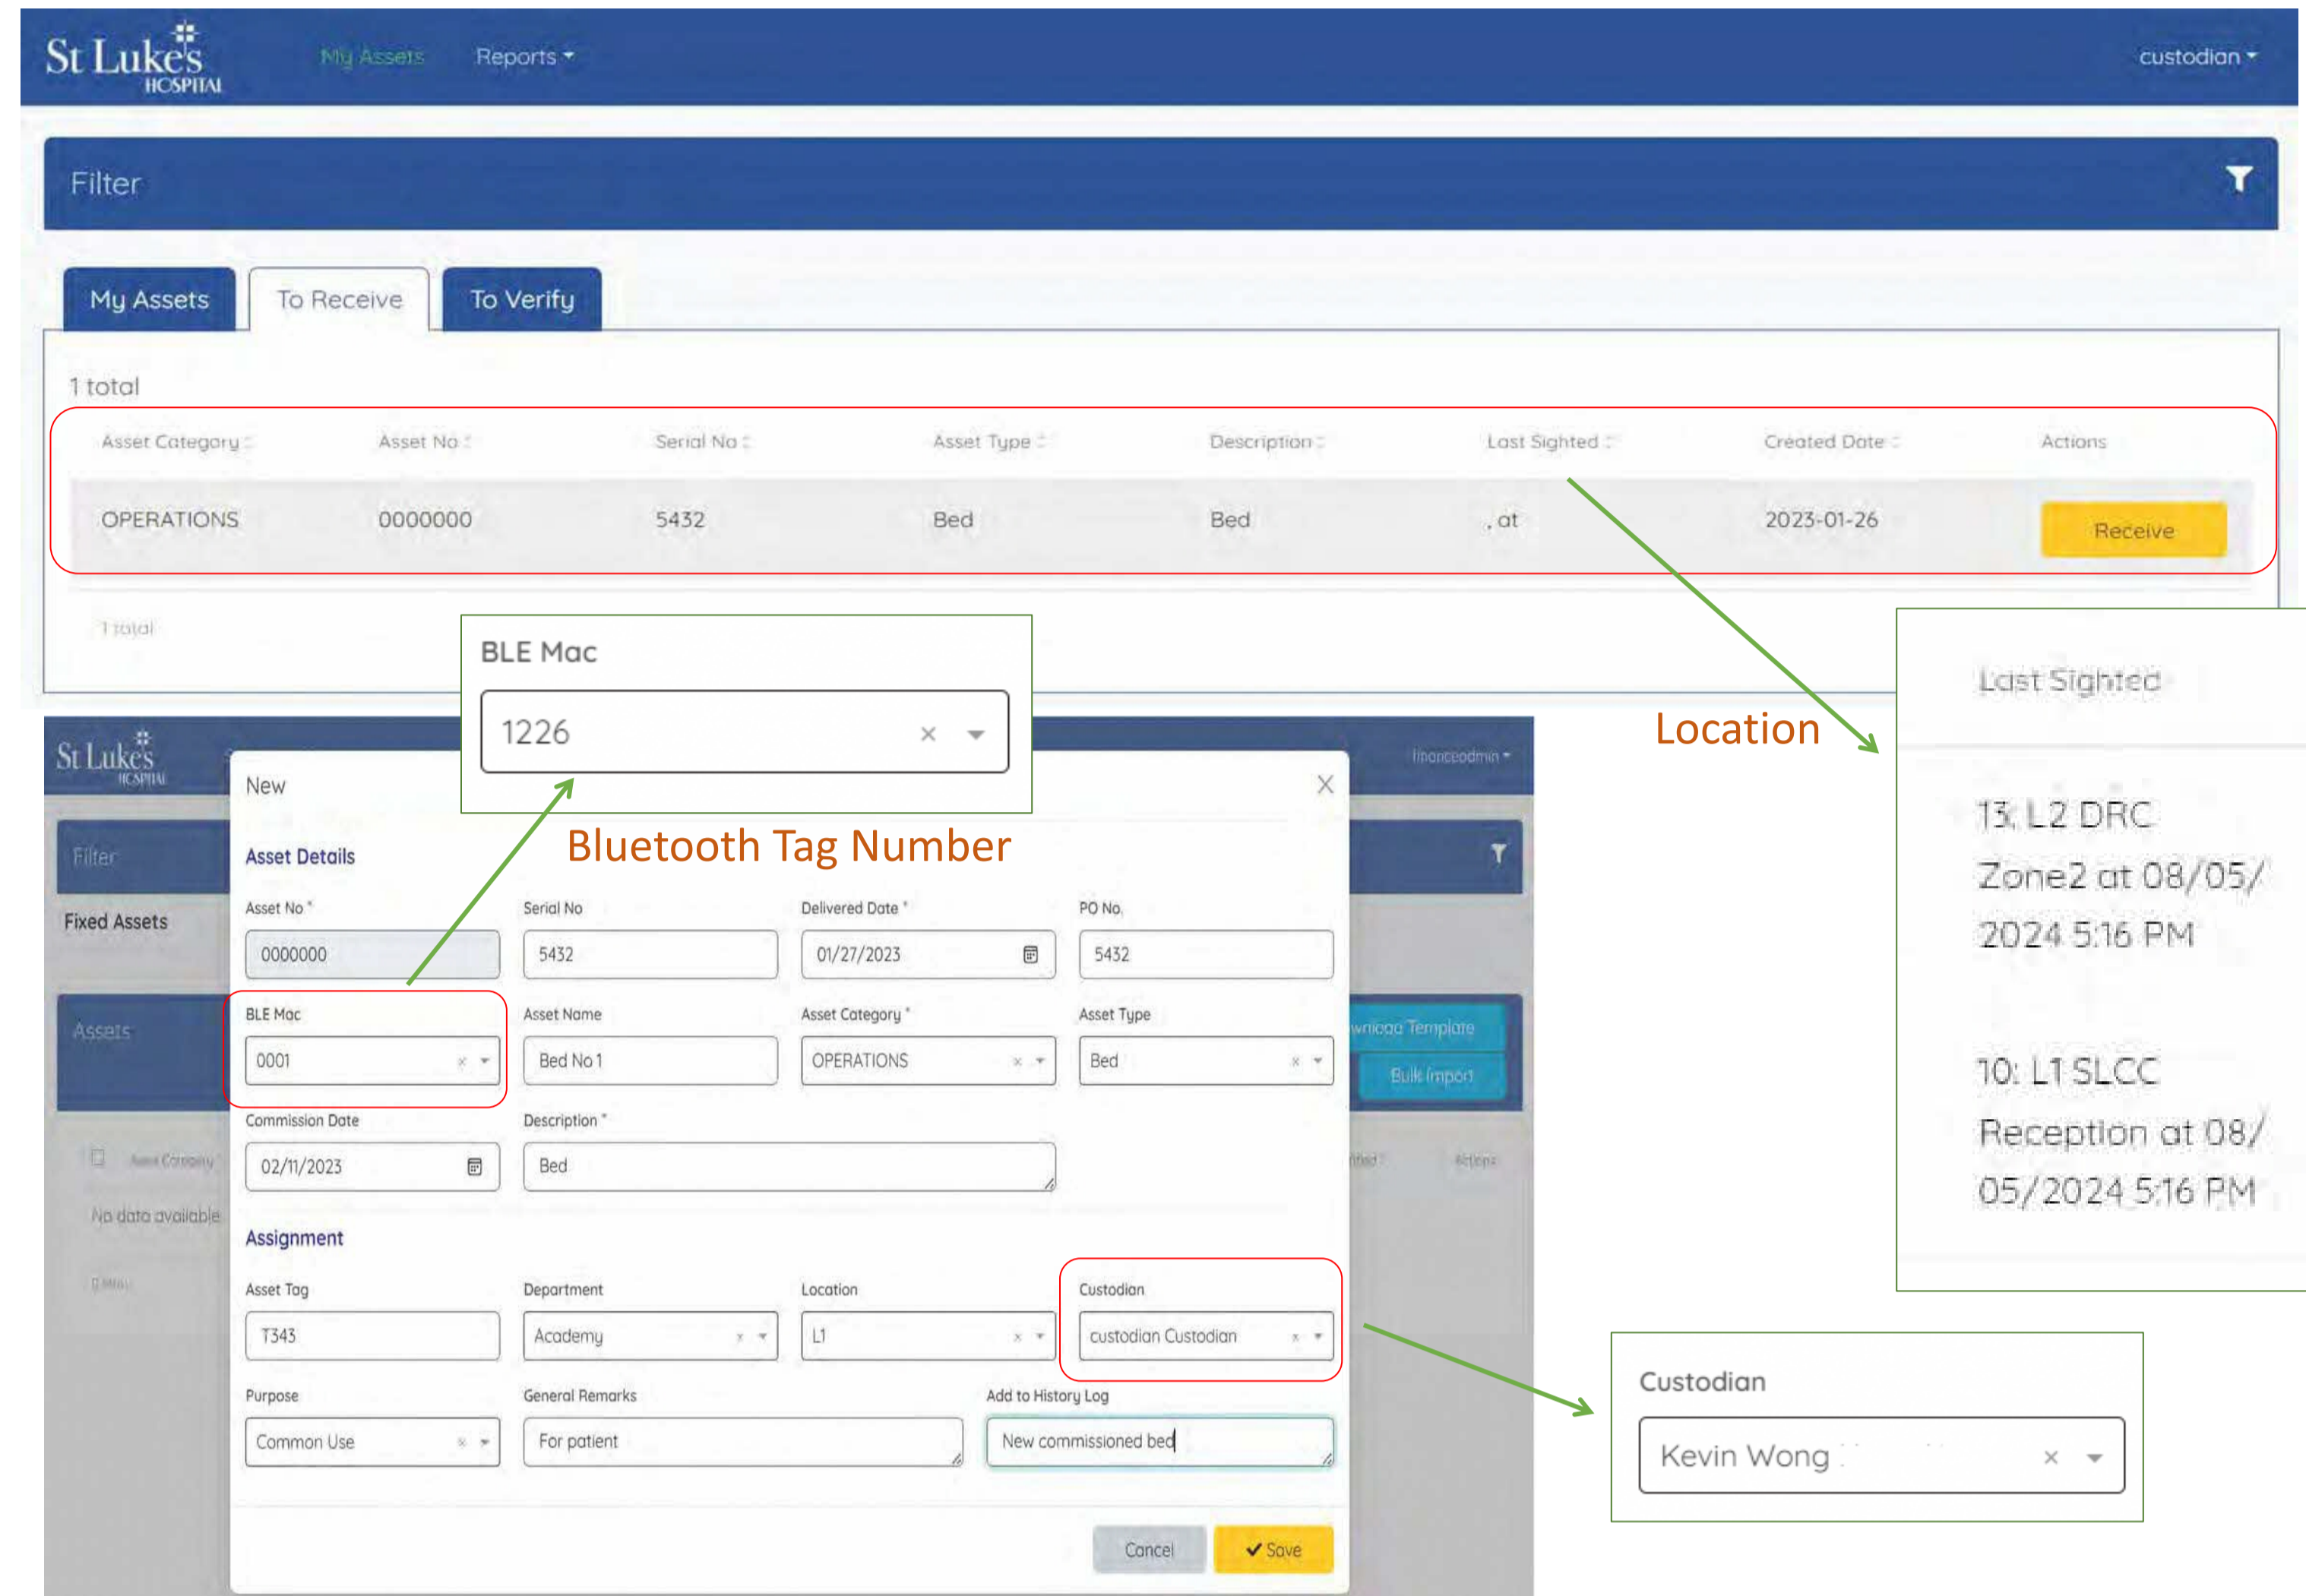 St Luke's
HOSPITAL
My Assets
Reports
custodian
Filter
My Assets
To Receive
To Verify
1 total
Asset Category
Asset No
Serial No
Asset Type
Description
Last Sighted
Created Date
Actions
OPERATIONS
0000000
5432
Bed
Bed
, at
2023-01-26
Receive
1 total
BLE Mac
1226
Bluetooth Tag Number
Location
Last Sighted
13: L2 DRC
Zone2 at 08/05/
2024 5:16 PM
10: L1 SLCC
Reception at 08/
05/2024 5:16 PM
St Luke's
HOSPITAL
financeadmin
Filter
Fixed Assets
Assets
wnload Template
Bulk Import
Asset Company
Actions
No data available
New
X
Asset Details
Asset No *
Serial No
Delivered Date *
PO No.
0000000
5432
01/27/2023
5432
BLE Mac
Asset Name
Asset Category *
Asset Type
0001
Bed No 1
OPERATIONS
Bed
Commission Date
Description *
02/11/2023
Bed
Assignment
Asset Tag
Department
Location
Custodian
T343
Academy
L1
custodian Custodian
Purpose
General Remarks
Add to History Log
Common Use
For patient
New commissioned bed
Cancel
Save
Custodian
Kevin Wong